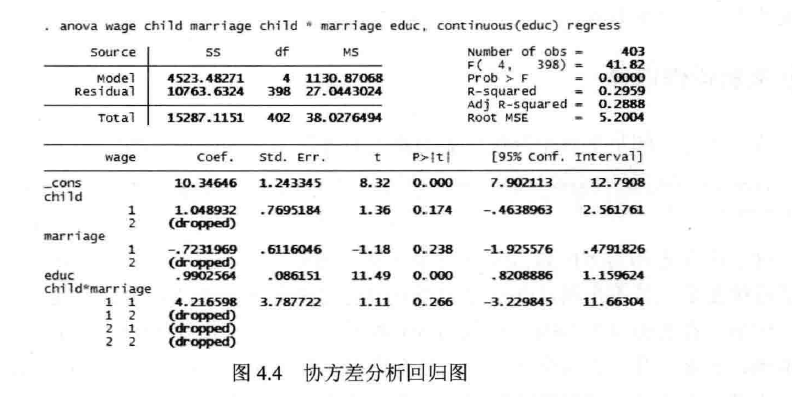 . anova wage child marriage child * marriage educ, continuous(educ) regress
Source SS df MS Number of obs = 403
F( 4, 398) = 41.82
Model 4523.48271 4 1130.87068 Prob > F = 0.0000
Residual 10763.6324 398 27.0443024 R-squared = 0.2959
Adj R-squared = 0.2888
Total 15287.1151 402 38.0276494 Root MSE = 5.2004
wage Coef. Std. Err. t P>|t| [95% Conf. Interval]
_cons 10.34646 1.243345 8.32 0.000 7.902113 12.7908
child
1 1.048932 .7695184 1.36 0.174 -.4638963 2.561761
2 (dropped)
marriage
1 -.7231969 .6116046 -1.18 0.238 -1.925576 .4791826
2 (dropped)
educ .9902564 .086151 11.49 0.000 .8208886 1.159624
child*marriage
1 1 4.216598 3.787722 1.11 0.266 -3.229845 11.66304
1 2 (dropped)
2 1 (dropped)
2 2 (dropped)
图 4.4 协方差分析回归图